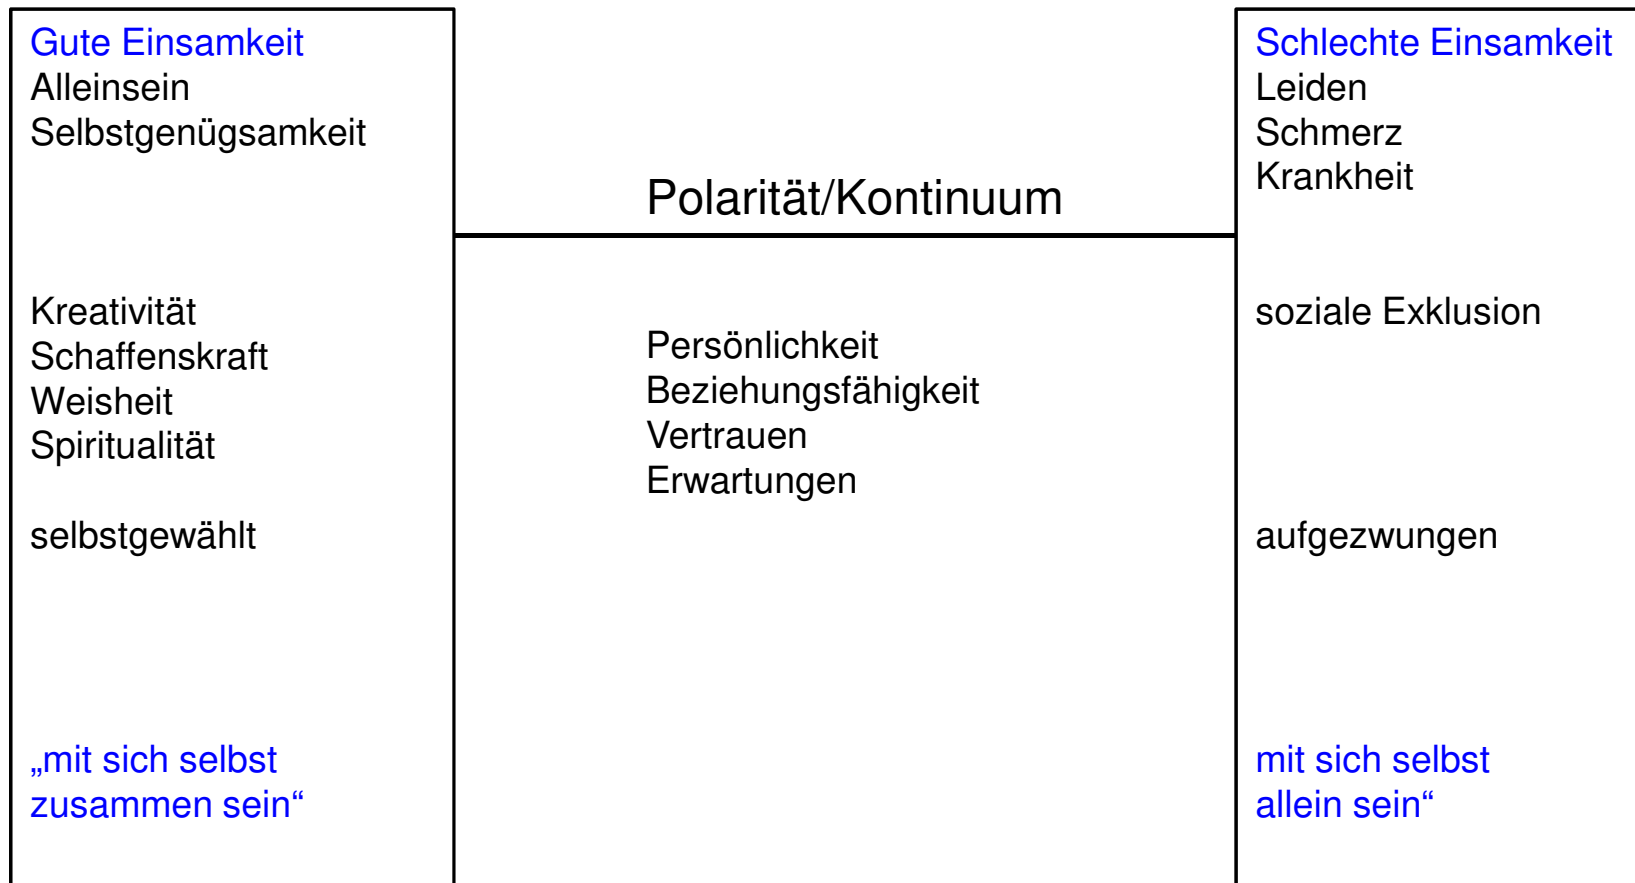 Gute Einsamkeit
Alleinsein
Selbstgenügsamkeit
Kreativität
Schaffenskraft
Weisheit
Spiritualität
selbstgewählt
„mit sich selbst
zusammen sein“
Polarität/Kontinuum
Persönlichkeit
Beziehungsfähigkeit
Vertrauen
Erwartungen
Schlechte Einsamkeit
Leiden
Schmerz
Krankheit
soziale Exklusion
aufgezwungen
mit sich selbst
allein sein“